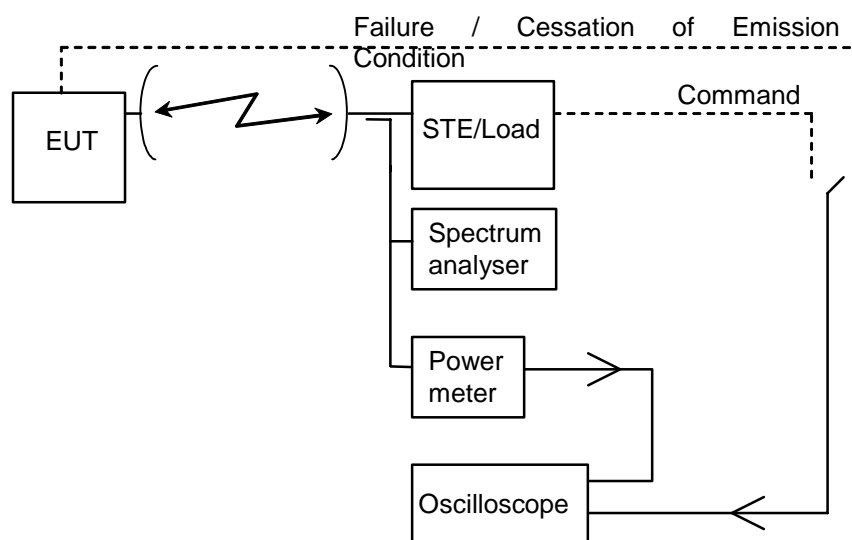 Failure / Cessation of Emission
Condition
Command
EUT
STE/Load
Spectrum
analyser
Power
meter
Oscilloscope